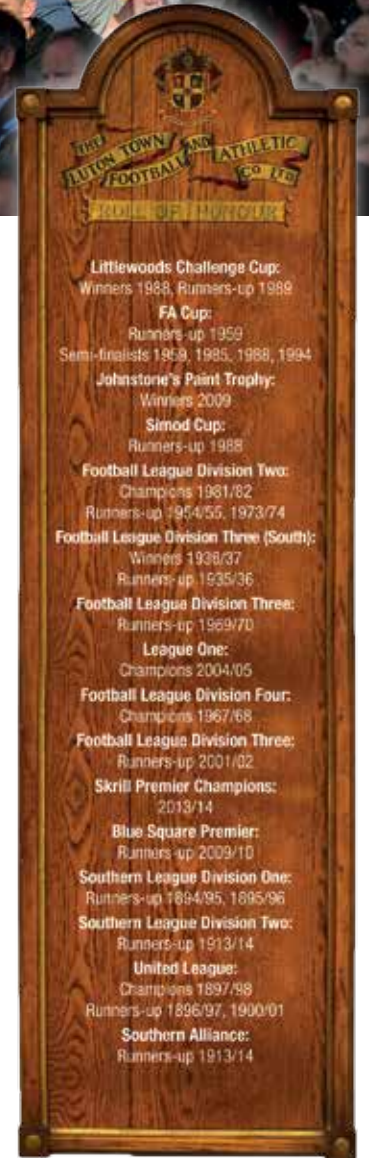 THE
LUTON TOWN
FOOTBALL
AND
ATHLETIC
CO LTD
ROLL OF HONOUR
Littlewoods Challenge Cup:
Winners 1988, Runners-up 1989
FA Cup:
Runners-up 1959
Semi-finalists 1959, 1985, 1988, 1994
Johnstone's Paint Trophy:
Winners 2009
Simod Cup:
Runners-up 1988
Football League Division Two:
Champions 1981/82
Runners-up 1954/55, 1973/74
Football League Division Three (South):
Winners 1936/37
Runners-up 1935/36
Football League Division Three:
Runners-up 1969/70
League One:
Champions 2004/05
Football League Division Four:
Champions 1967/68
Football League Division Three:
Runners-up 2001/02
Skrill Premier Champions:
2013/14
Blue Square Premier:
Runners-up 2009/10
Southern League Division One:
Runners-up 1894/95, 1895/96
Southern League Division Two:
Runners-up 1913/14
United League:
Champions 1897/98
Runners-up 1896/97, 1900/01
Southern Alliance:
Runners-up 1913/14